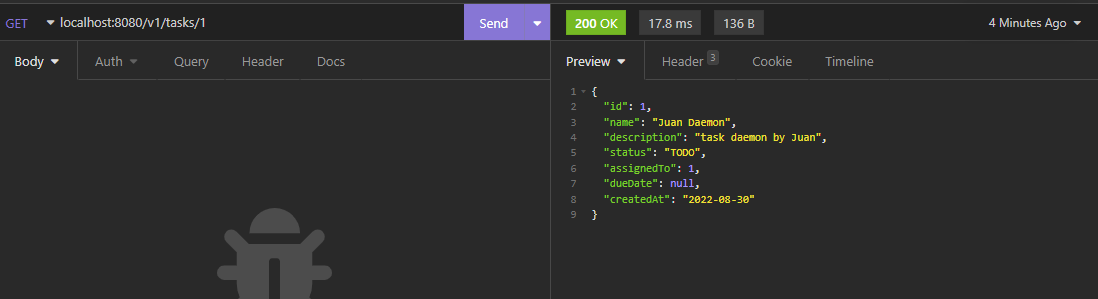 GET localhost:8080/v1/tasks/1 Send 200 OK 17.8 ms 136 B 4 Minutes Ago
Body Auth Query Header Docs Preview Header 3 Cookie Timeline
1 {
2 "id": 1,
3 "name": "Juan Daemon",
4 "description": "task daemon by Juan",
5 "status": "TODO",
6 "assignedTo": 1,
7 "dueDate": null,
8 "createdAt": "2022-08-30"
9 }